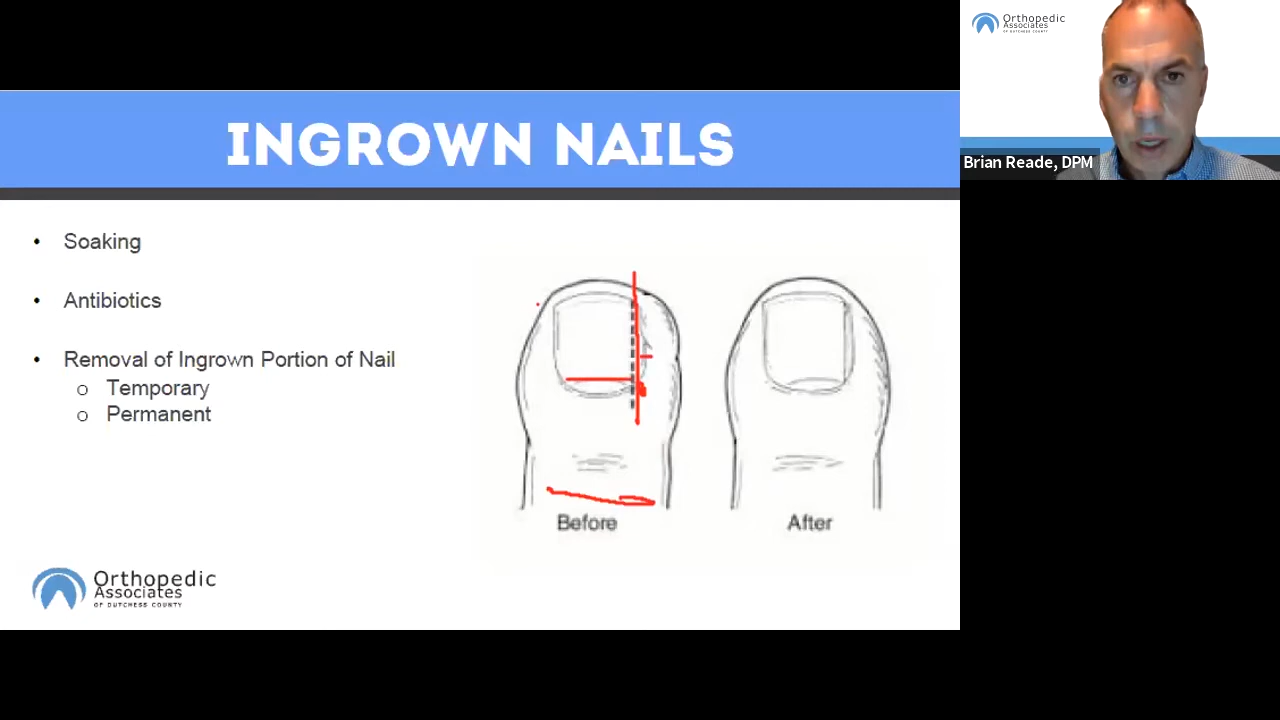 INGROWN NAILS
• Soaking
• Antibiotics
• Removal of Ingrown Portion of Nail
o Temporary
o Permanent
Before
After
Orthopedic
Associates
OF DUTCHESS COUNTY
Orthopedic
Associates
OF DUTCHESS COUNTY
Brian Reade, DPM